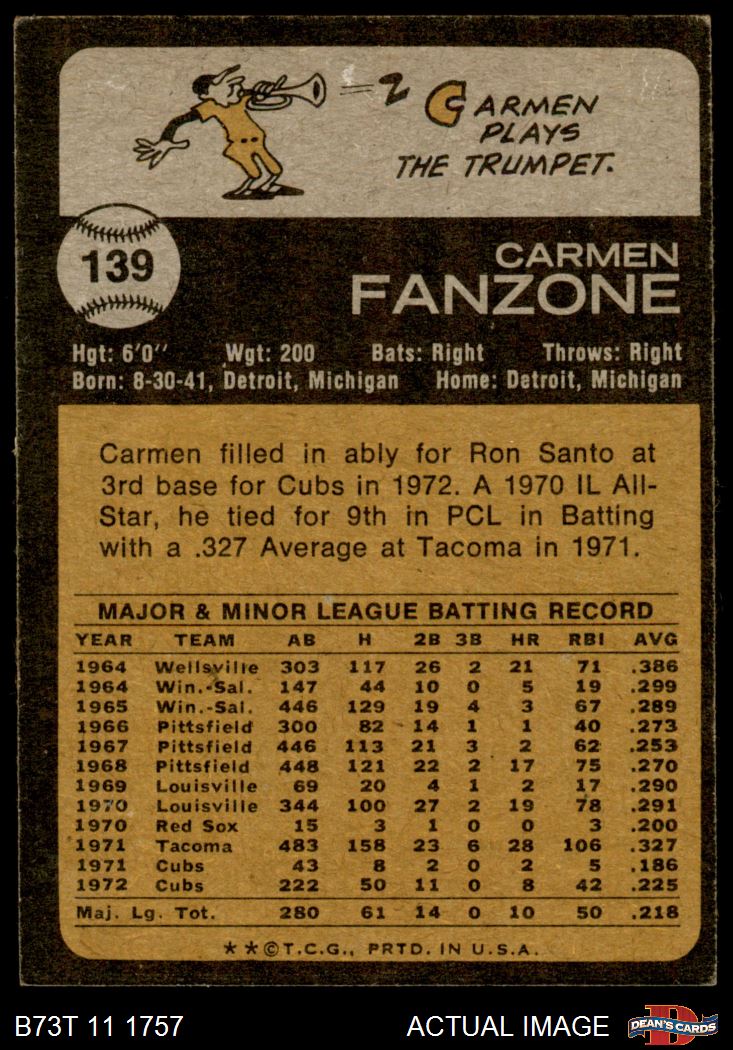 CARMEN
PLAYS
THE TRUMPET.
139
CARMEN
FANZONE
Hgt: 6'0" Wgt: 200 Bats: Right Throws: Right
Born: 8-30-41, Detroit, Michigan Home: Detroit, Michigan
Carmen filled in ably for Ron Santo at
3rd base for Cubs in 1972. A 1970 IL All-
Star, he tied for 9th in PCL in Batting
with a .327 Average at Tacoma in 1971.
MAJOR & MINOR LEAGUE BATTING RECORD
YEAR TEAM AB H 2B 3B HR RBI AVG
1964 Wellsville 303 117 26 2 21 71 .386
1964 Win.-Sal. 147 44 10 0 5 19 .299
1965 Win.-Sal. 446 129 19 4 3 67 .289
1966 Pittsfield 300 82 14 1 1 40 .273
1967 Pittsfield 446 113 21 3 2 62 .253
1968 Pittsfield 448 121 22 2 17 75 .270
1969 Louisville 69 20 4 1 2 17 .290
1970 Louisville 344 100 27 2 19 78 .291
1970 Red Sox 15 3 1 0 0 3 .200
1971 Tacoma 483 158 23 6 28 106 .327
1971 Cubs 43 8 2 0 2 5 .186
1972 Cubs 222 50 11 0 8 42 .225
Maj. Lg. Tot. 280 61 14 0 10 50 .218
★★©T.C.G., PRTD. IN U.S.A.
B73T 11 1757 ACTUAL IMAGE D DEAN'S CARDS